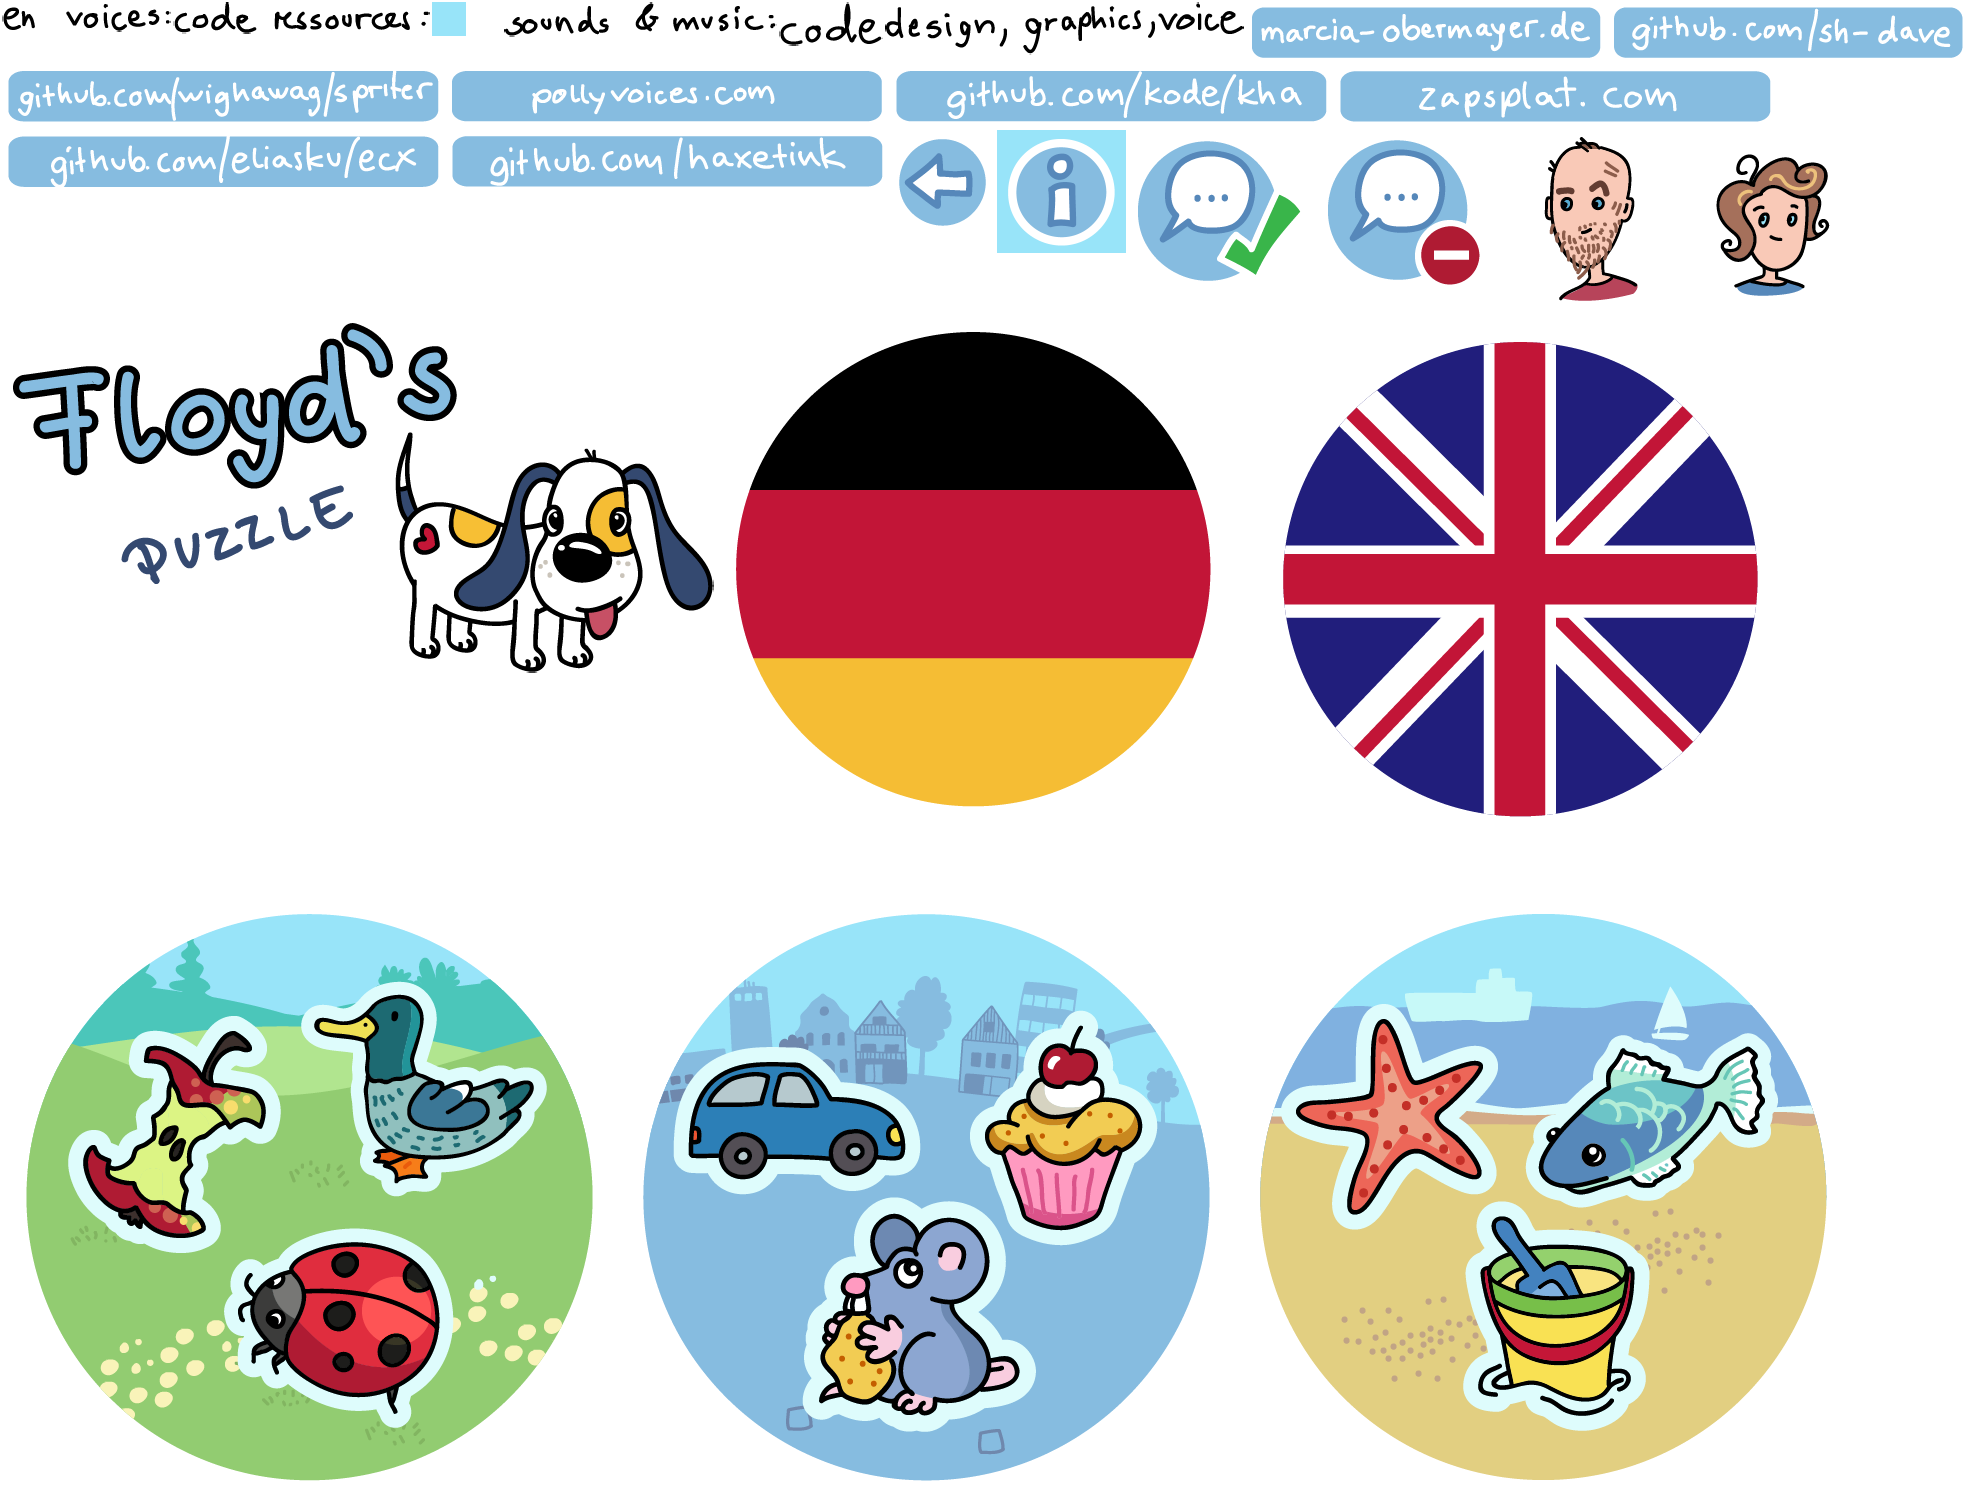 en voices:code ressources: sounds & music:code design, graphics, voice
marcia-obermayer.de
github.com/sh-dave
github.com/wighawag/spriter
pollyvoices.com
github.com/kode/kha
zapsplat.com
github.com/eliasku/ecx
github.com/haxetink
Floyd's
PUZZLE